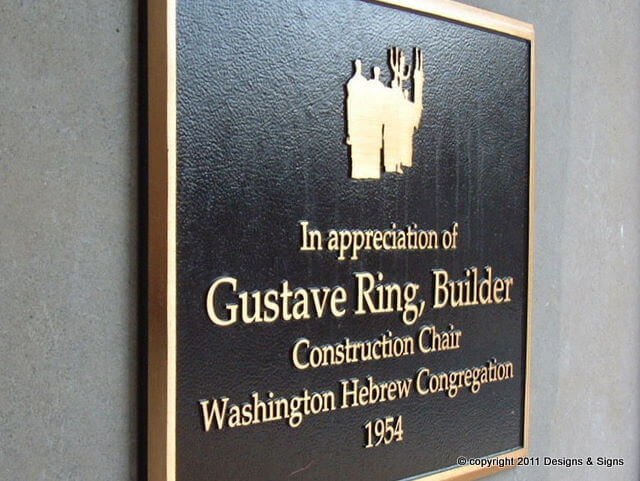 In appreciation of
Gustave Ring, Builder
Construction Chair
Washington Hebrew Congregation
1954
© copyright 2011 Designs & Signs